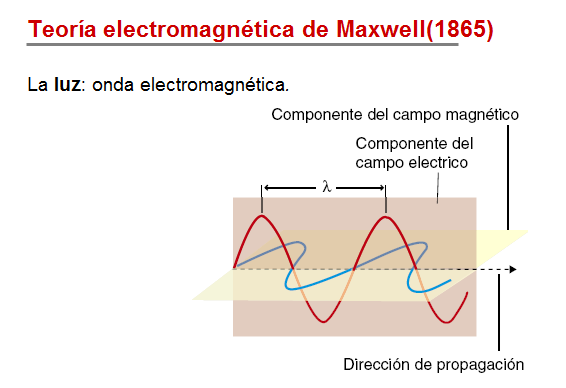 Teoría electromagnética de Maxwell(1865)
La luz: onda electromagnética.
Componente del campo magnético
Componente del
campo electrico
λ
Dirección de propagación